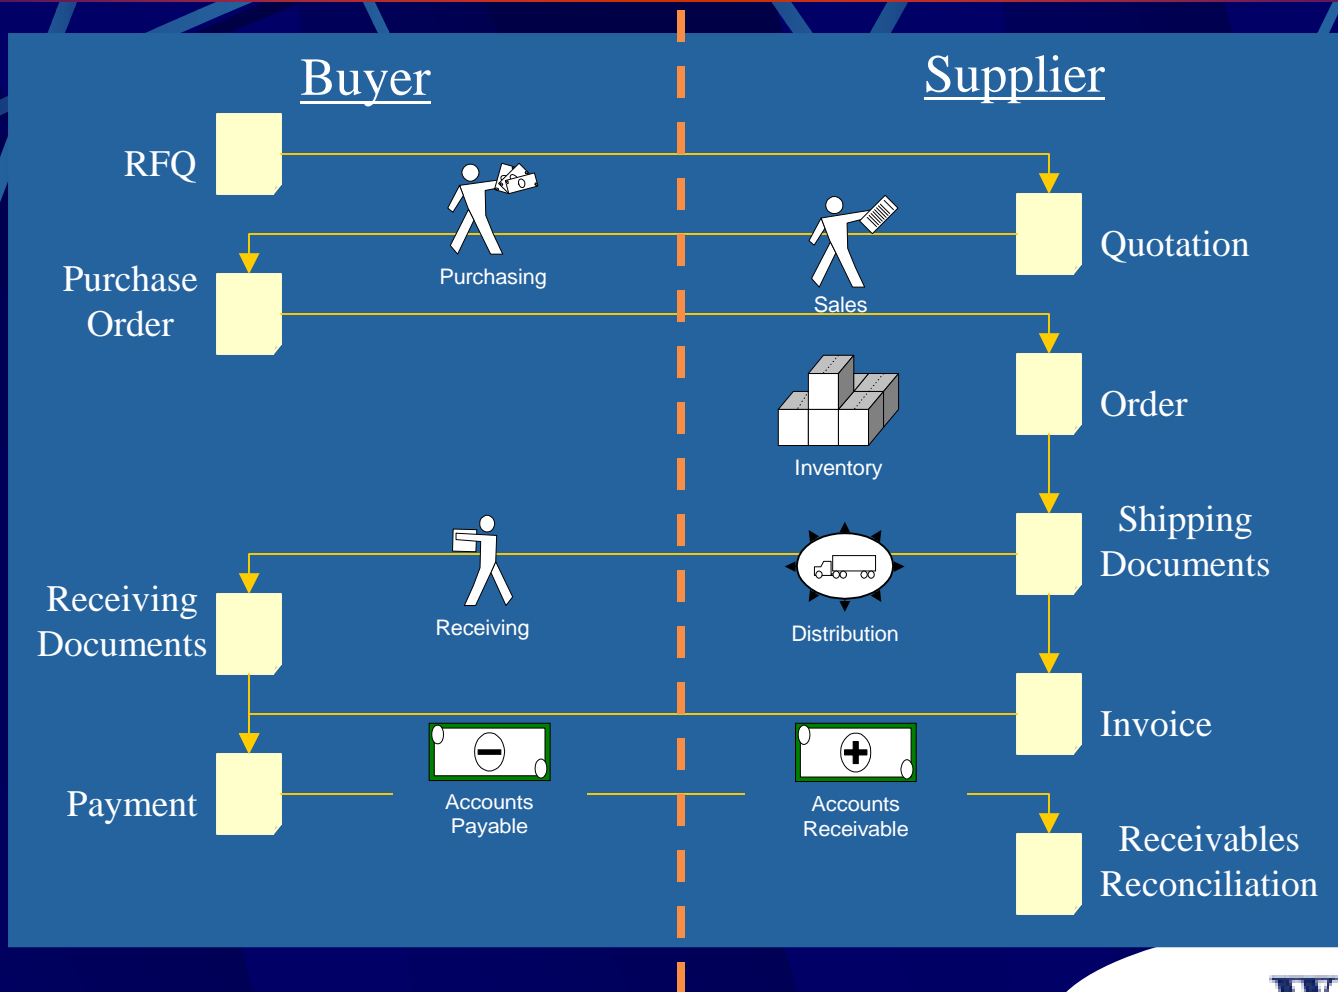 Buyer
Supplier
RFQ
Purchasing
Sales
Quotation
Purchase
Order
Inventory
Order
Shipping
Documents
Receiving
Documents
Receiving
Distribution
Invoice
Payment
Accounts
Payable
Accounts
Receivable
Receivables
Reconciliation